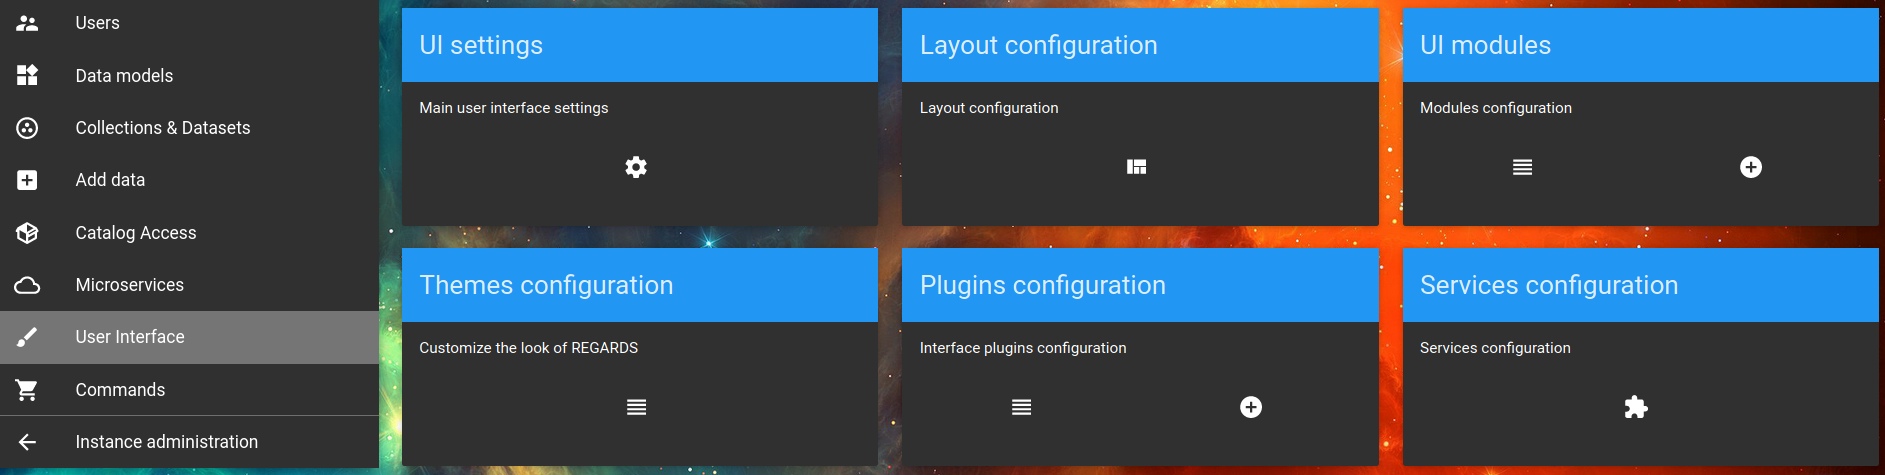 Users
Data models
Collections & Datasets
Add data
Catalog Access
Microservices
User Interface
Commands
Instance administration
UI settings
Main user interface settings
Layout configuration
Layout configuration
UI modules
Modules configuration
Themes configuration
Customize the look of REGARDS
Plugins configuration
Interface plugins configuration
Services configuration
Services configuration